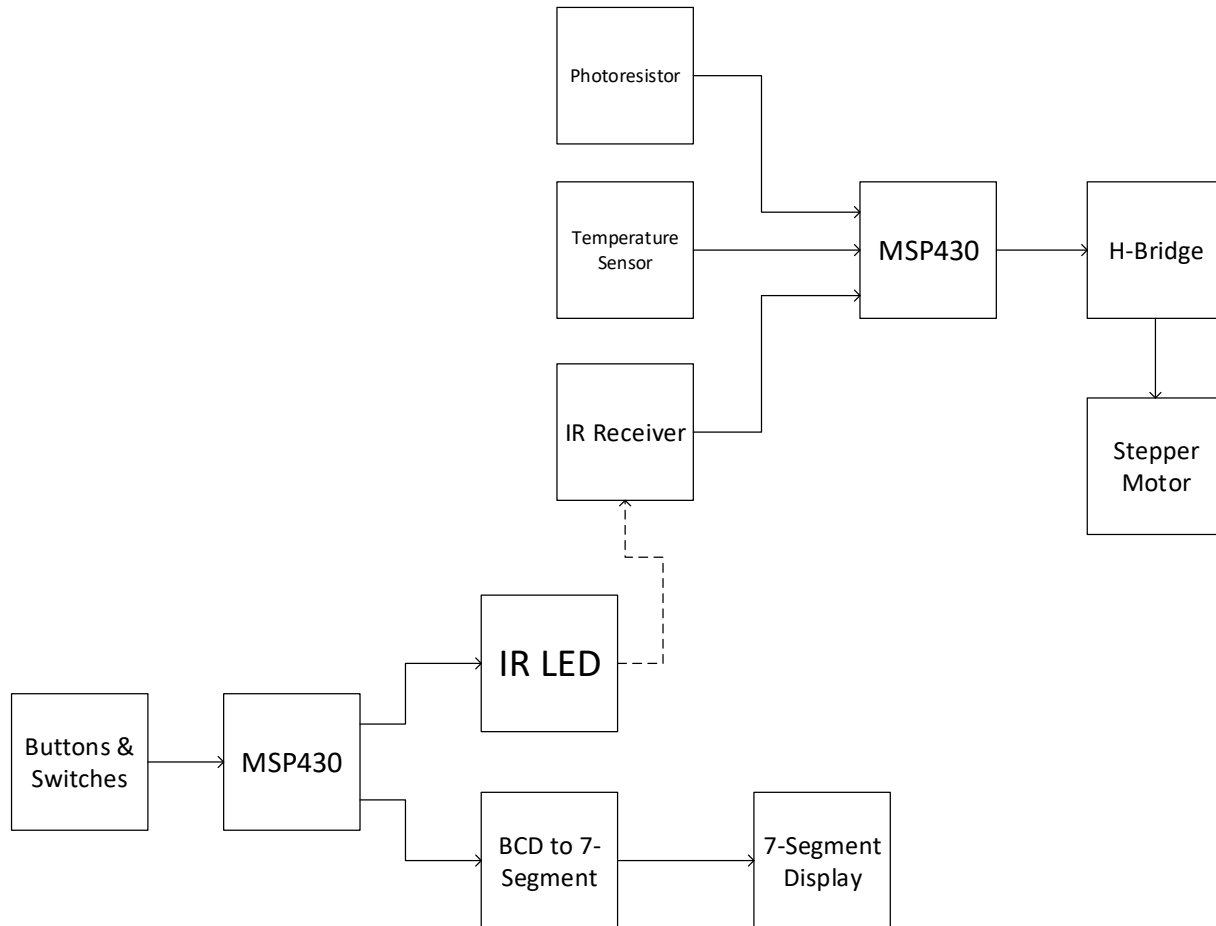 Photoresistor
Temperature
Sensor
MSP430
H-Bridge
IR Receiver
Stepper
Motor
IR LED
Buttons &
Switches
MSP430
BCD to 7-
Segment
7-Segment
Display